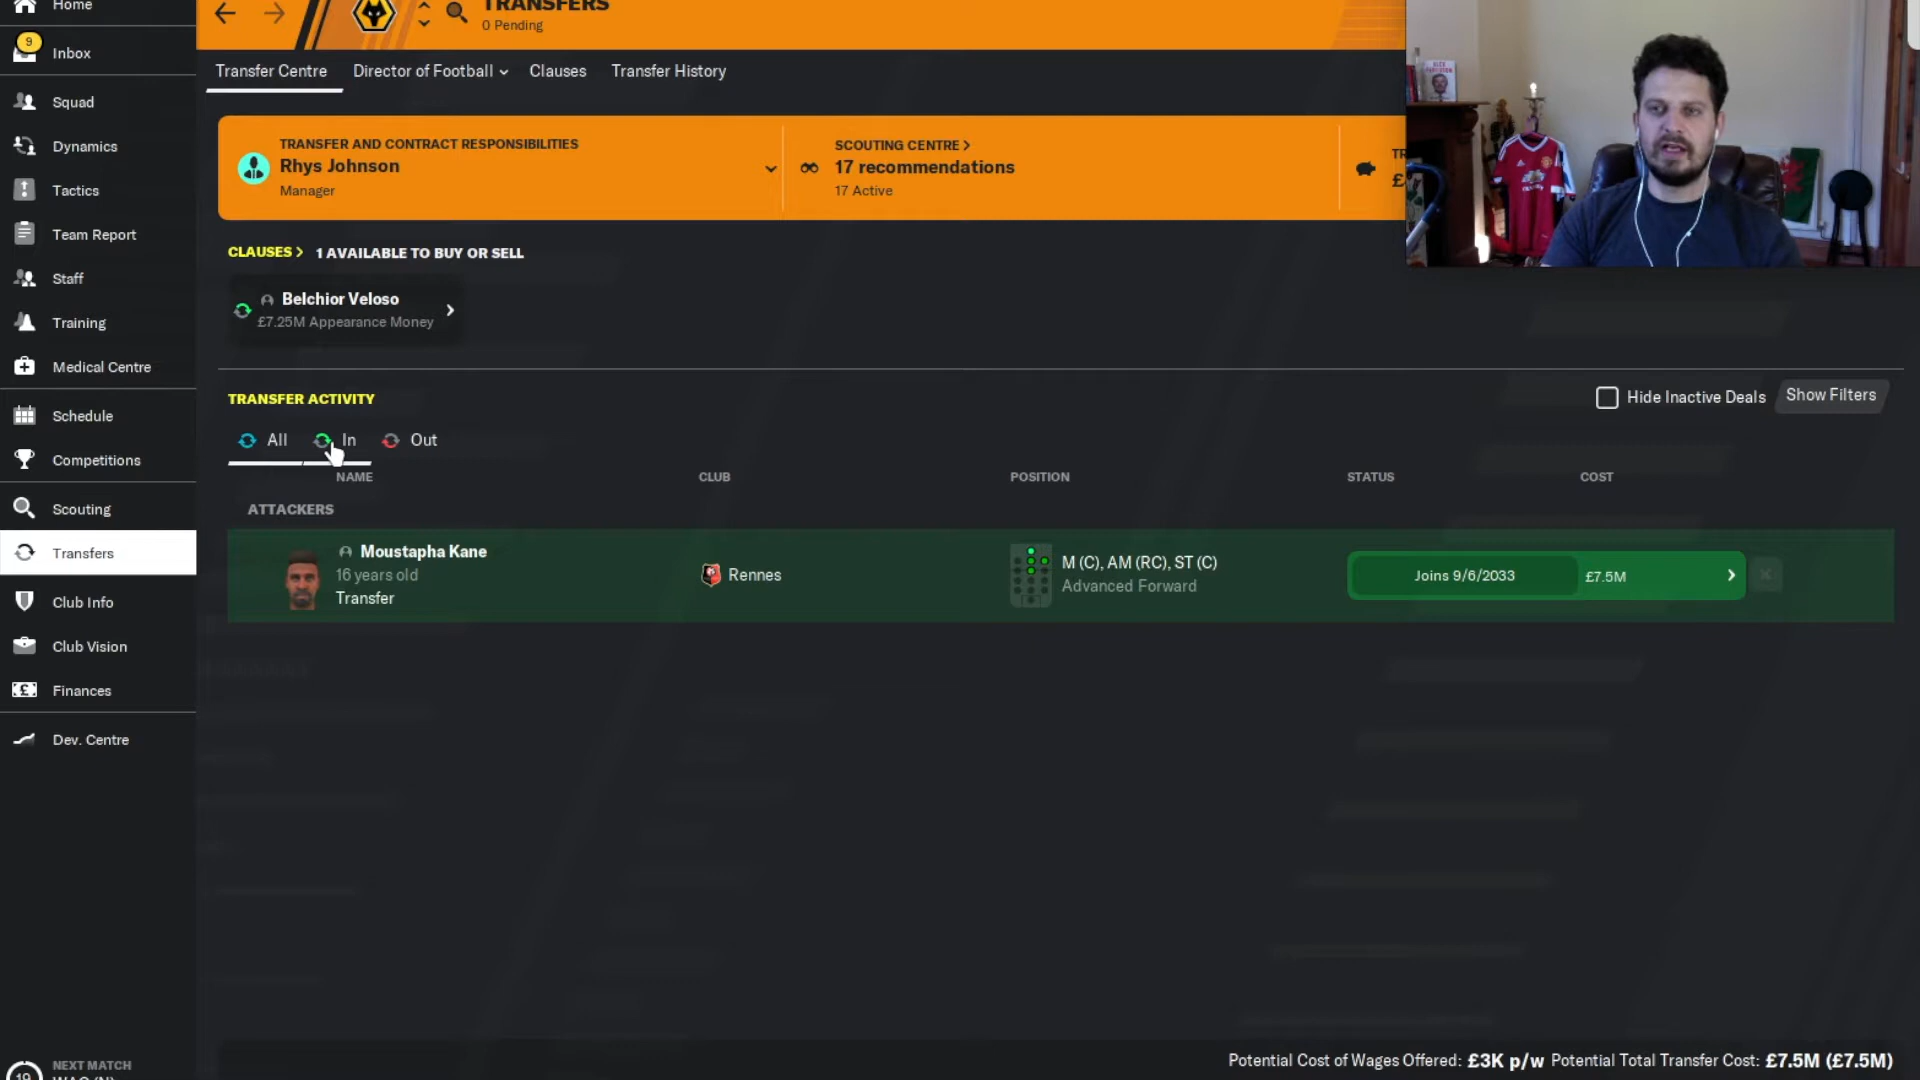 Home
9
Inbox
Squad
Dynamics
Tactics
Team Report
Staff
Training
Medical Centre
Schedule
Competitions
Scouting
Transfers
Club Info
Club Vision
Finances
Dev. Centre
NEXT MATCH
TRANSFERS
0 Pending
Transfer Centre
Director of Football
Clauses
Transfer History
TRANSFER AND CONTRACT RESPONSIBILITIES
Rhys Johnson
Manager
SCOUTING CENTRE >
17 recommendations
17 Active
TR
£
CLAUSES > 1 AVAILABLE TO BUY OR SELL
Belchior Veloso
£7.25M Appearance Money
TRANSFER ACTIVITY
Hide Inactive Deals
Show Filters
All
In
Out
NAME CLUB POSITION STATUS COST
ATTACKERS
Moustapha Kane
16 years old
Transfer
Rennes
M (C), AM (RC), ST (C)
Advanced Forward
Joins 9/6/2033
£7.5M
Potential Cost of Wages Offered: £3K p/w Potential Total Transfer Cost: £7.5M (£7.5M)